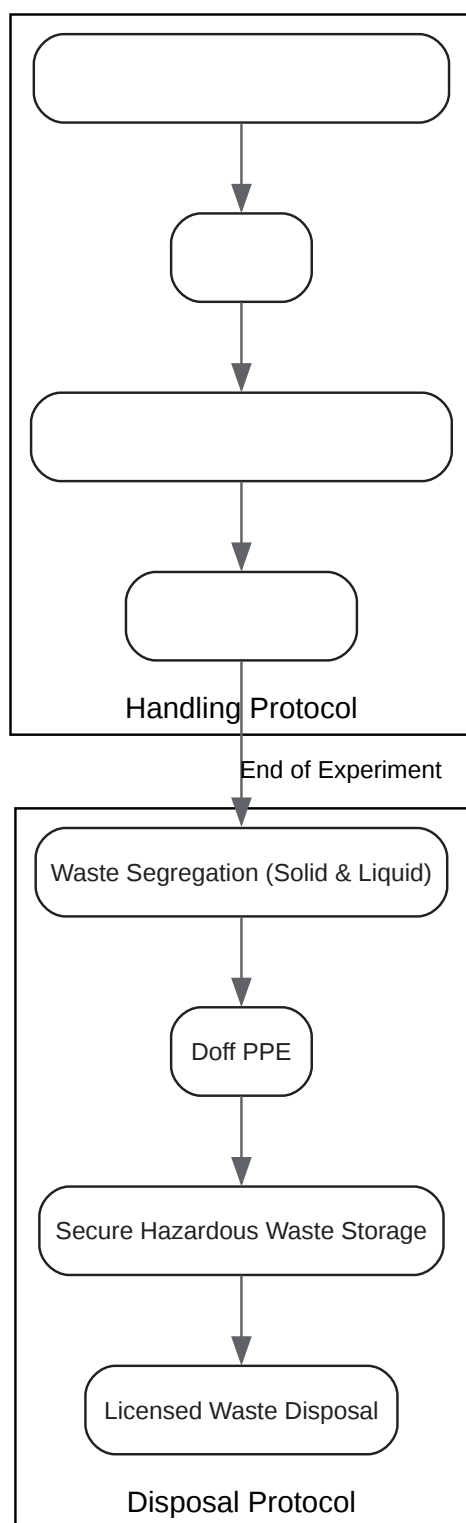 Handling Protocol
End of Experiment
Waste Segregation (Solid & Liquid)
Doff PPE
Secure Hazardous Waste Storage
Licensed Waste Disposal
Disposal Protocol